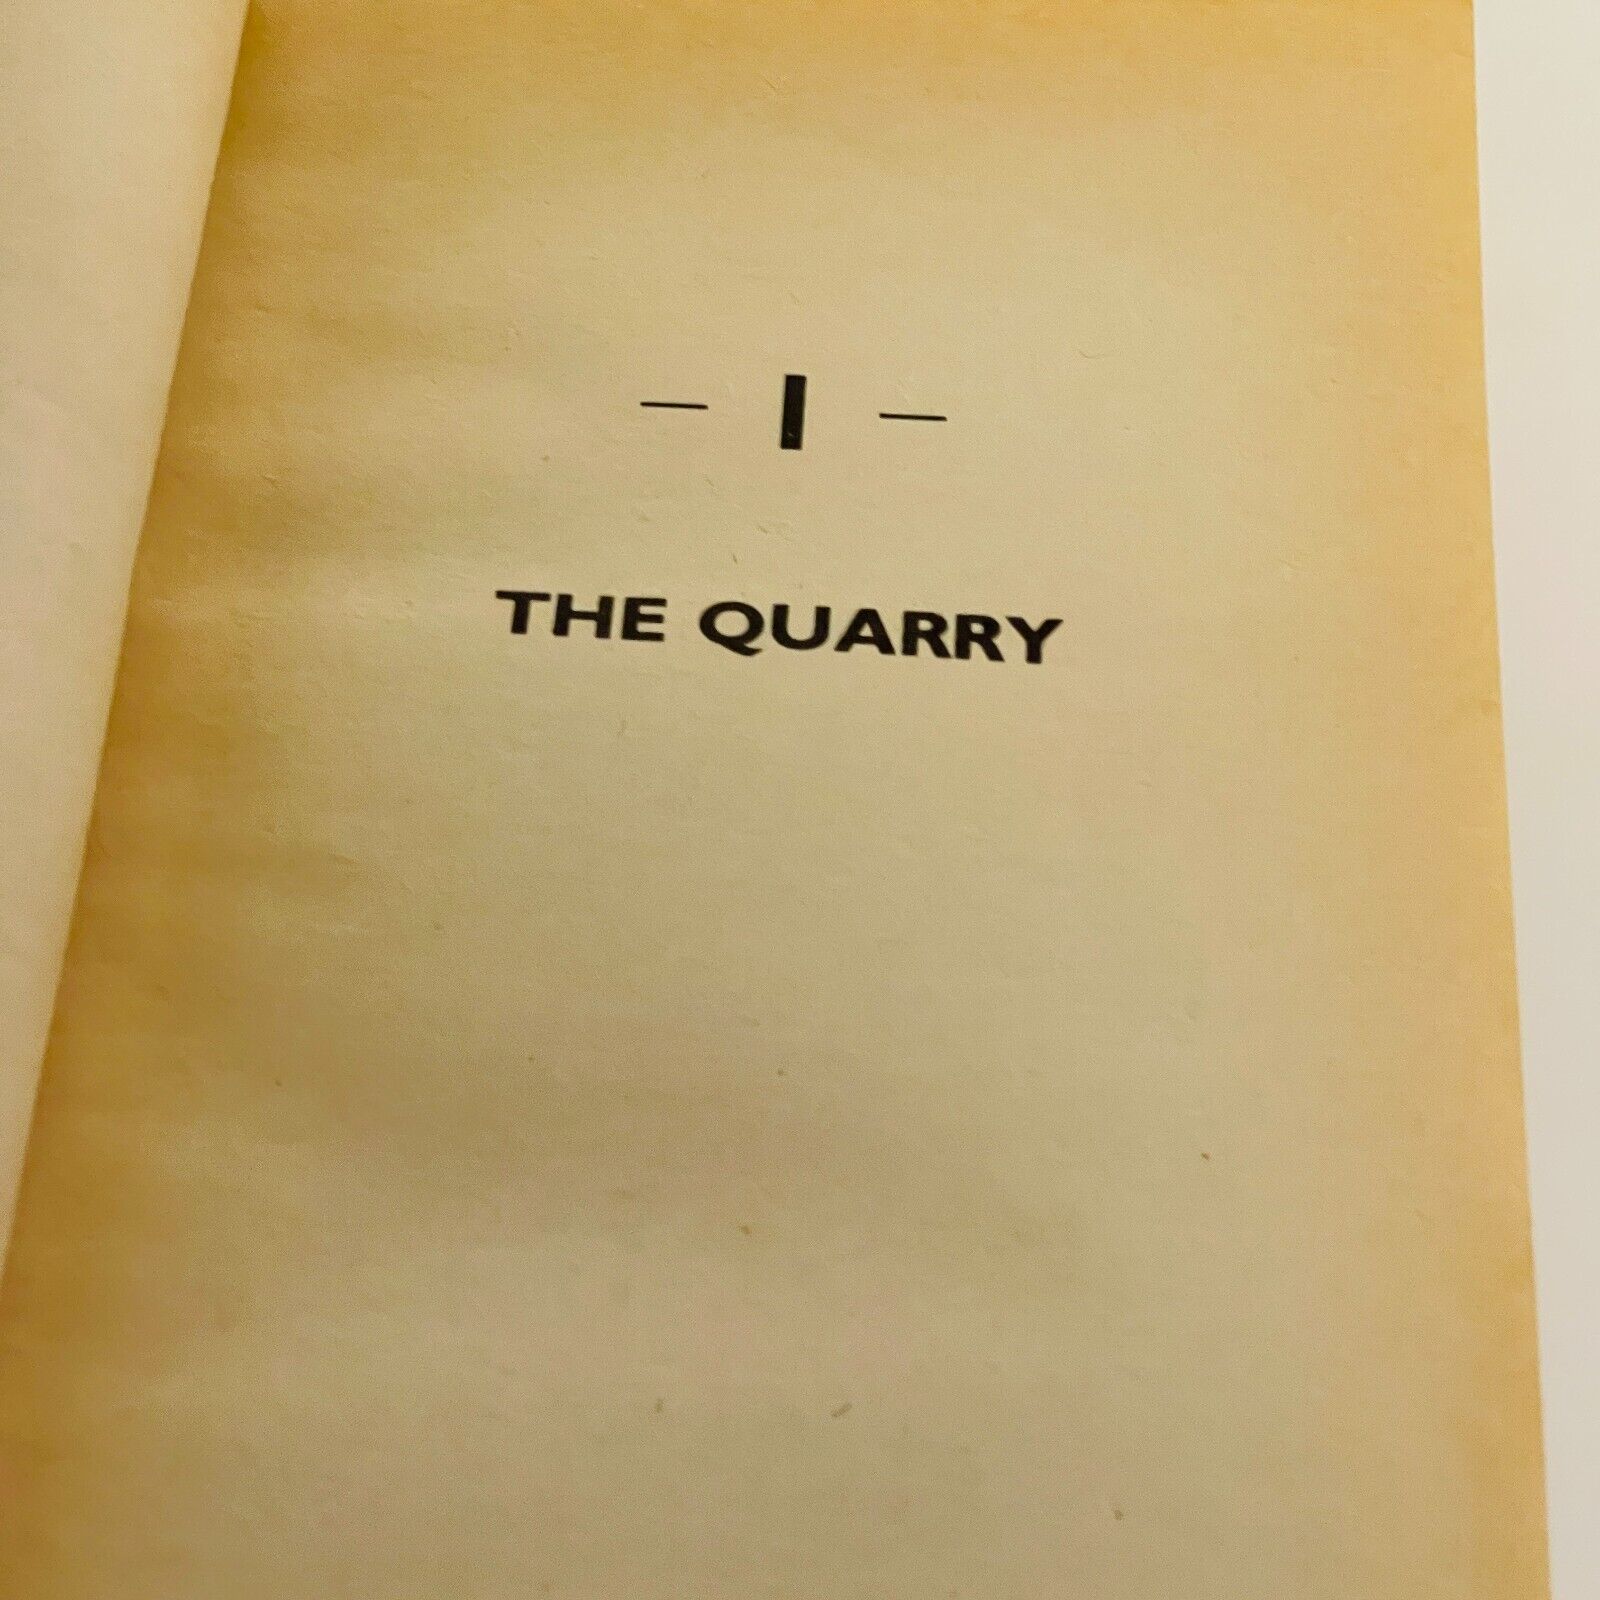 — I —
THE QUARRY